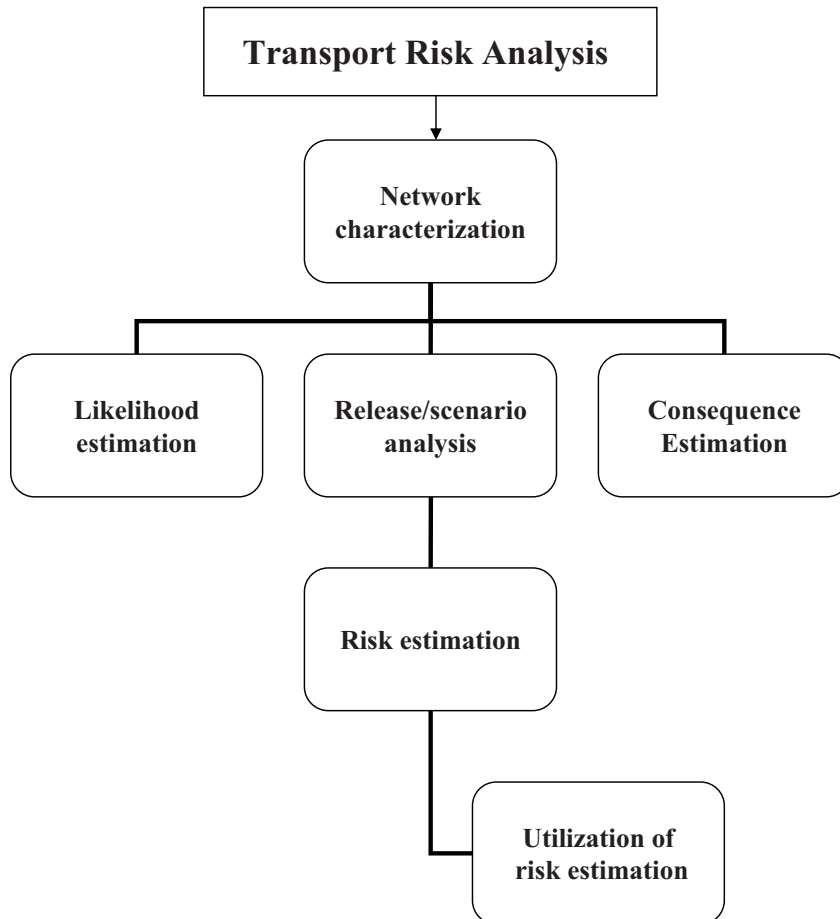 Transport Risk Analysis
Network
characterization
Likelihood
estimation
Release/scenario
analysis
Consequence
Estimation
Risk estimation
Utilization of
risk estimation